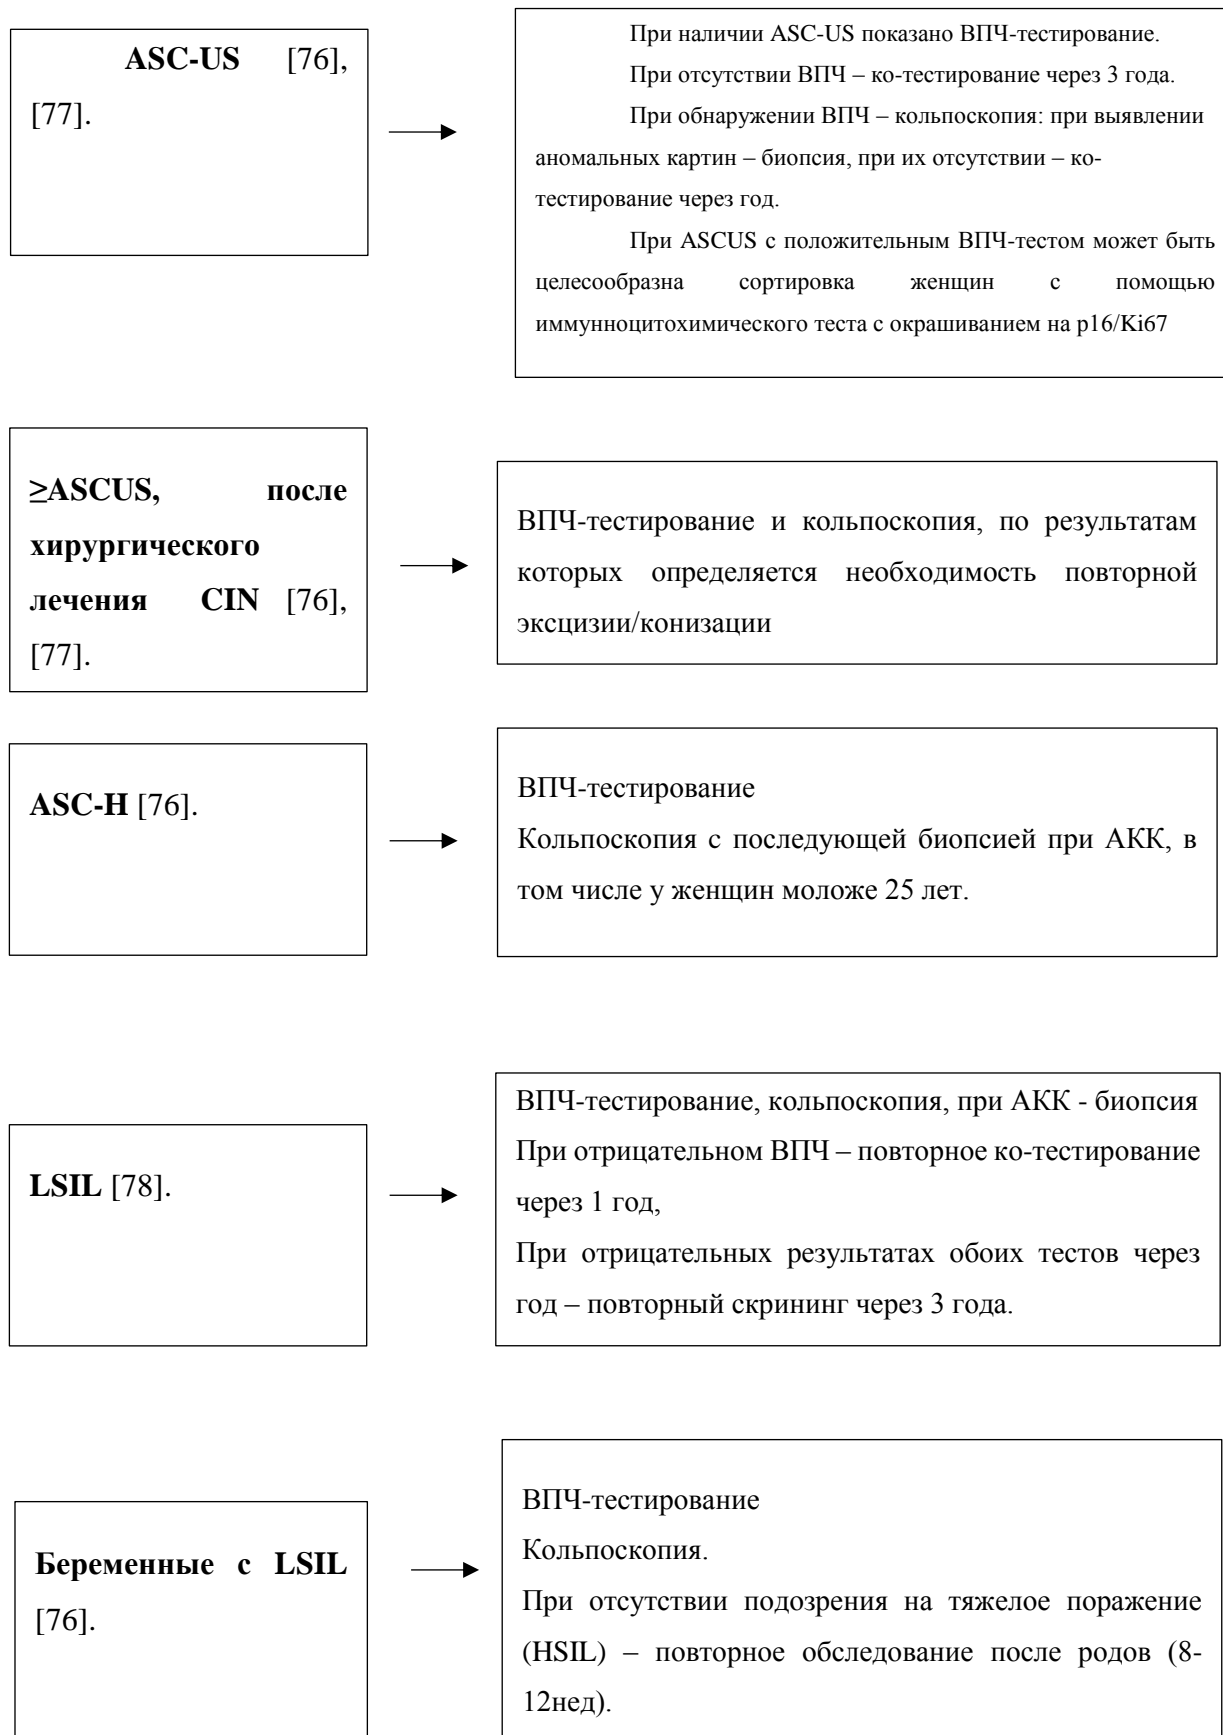 ASC-US [76],
[77].
При наличии ASC-US показано ВПЧ-тестирование.
При отсутствии ВПЧ – ко-тестирование через 3 года.
При обнаружении ВПЧ – кольпоскопия: при выявлении
аномальных картин – биопсия, при их отсутствии – ко-
тестирование через год.
При ASCUS с положительным ВПЧ-тестом может быть
целесообразна сортировка женщин с помощью
иммунноцитохимического теста с окрашиванием на p16/Ki67
≥ASCUS, после
хирургического
лечения CIN [76],
[77].
ВПЧ-тестирование и кольпоскопия, по результатам
которых определяется необходимость повторной
эксцизии/конизации
ASC-H [76].
ВПЧ-тестирование
Кольпоскопия с последующей биопсией при АКК, в
том числе у женщин моложе 25 лет.
LSIL [78].
ВПЧ-тестирование, кольпоскопия, при АКК - биопсия
При отрицательном ВПЧ – повторное ко-тестирование
через 1 год,
При отрицательных результатах обоих тестов через
год – повторный скрининг через 3 года.
Беременные с LSIL
[76].
ВПЧ-тестирование
Кольпоскопия.
При отсутствии подозрения на тяжелое поражение
(HSIL) – повторное обследование после родов (8-
12нед).